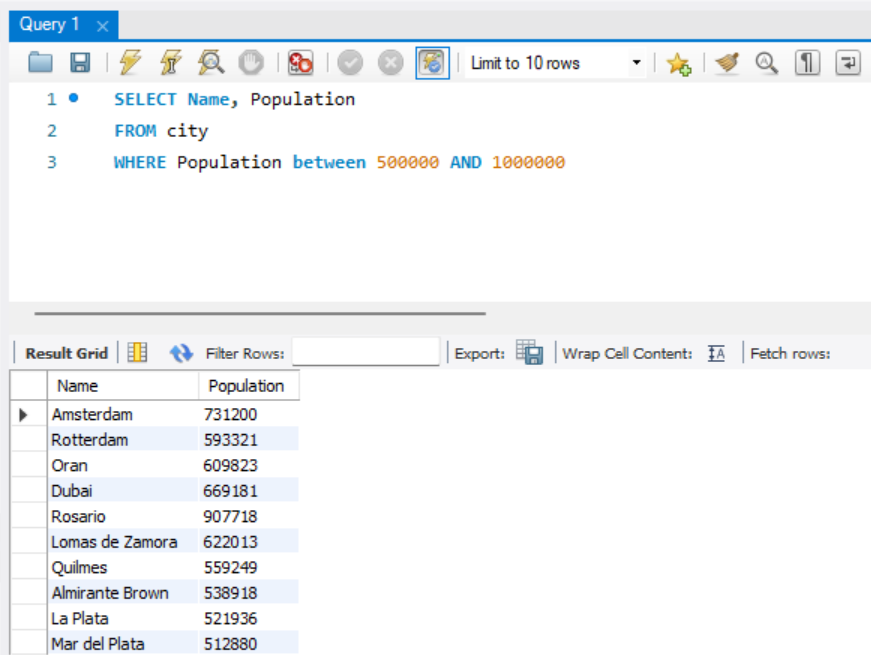 Query 1
Limit to 10 rows
1 SELECT Name, Population
2 FROM city
3 WHERE Population between 500000 AND 1000000
Result Grid Filter Rows: Export: Wrap Cell Content: Fetch rows:
Name Population
Amsterdam 731200
Rotterdam 593321
Oran 609823
Dubai 669181
Rosario 907718
Lomas de Zamora 622013
Quilmes 559249
Almirante Brown 538918
La Plata 521936
Mar del Plata 512880